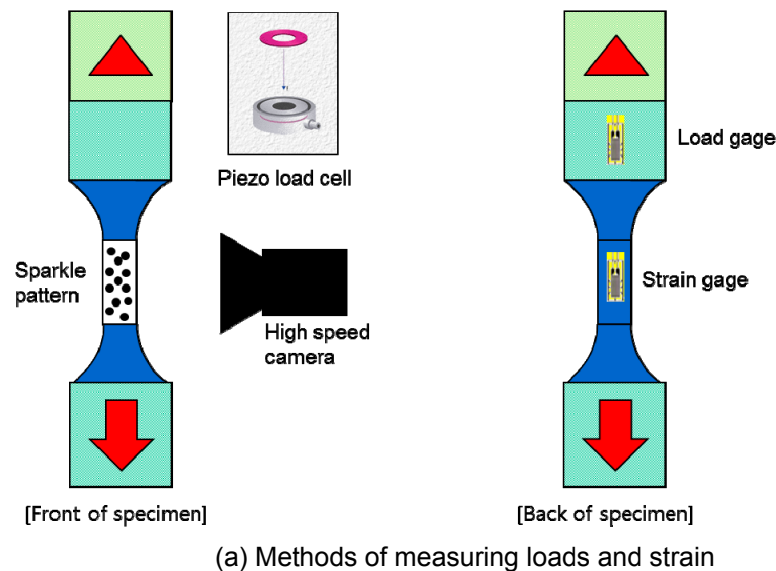 Piezo load cell
Load gage
Sparkle
pattern
Strain gage
High speed
camera
[Front of specimen]
[Back of specimen]
(a) Methods of measuring loads and strain